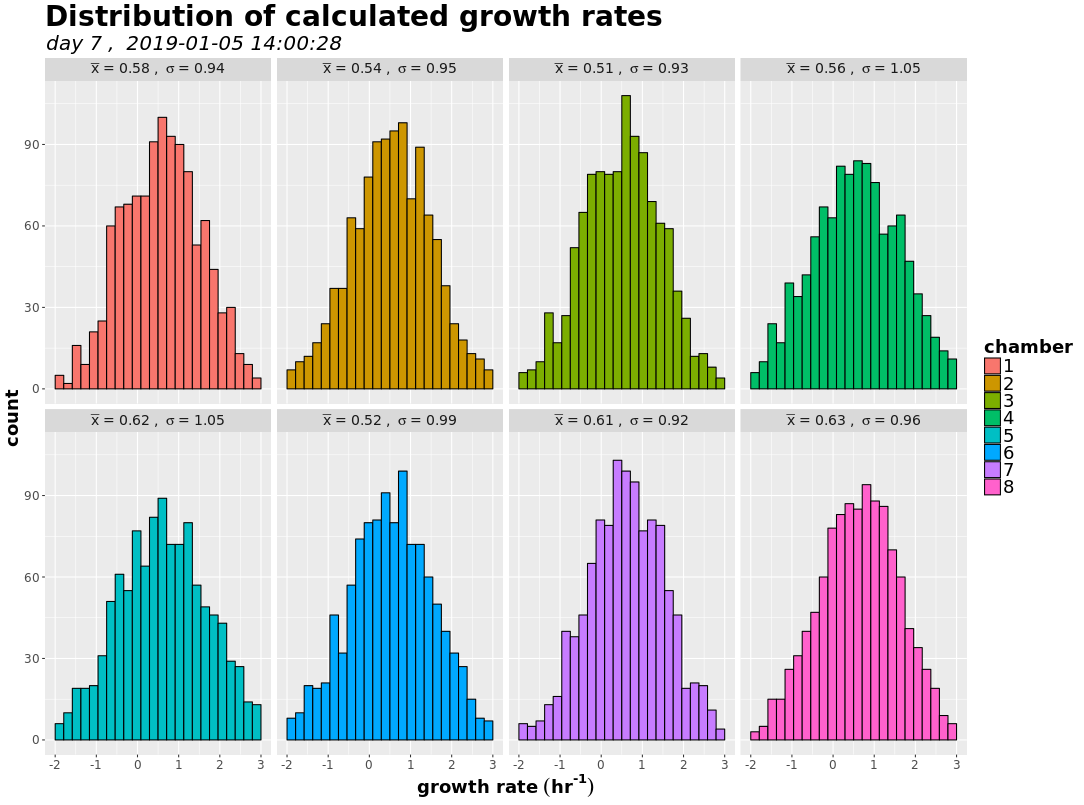 Distribution of calculated growth rates
day 7 ,  2019-01-05 14:00:28
x̅ = 0.58 ,  σ = 0.94
x̅ = 0.54 ,  σ = 0.95
x̅ = 0.51 ,  σ = 0.93
x̅ = 0.56 ,  σ = 1.05
90
60
30
0
x̅ = 0.62 ,  σ = 1.05
x̅ = 0.52 ,  σ = 0.99
x̅ = 0.61 ,  σ = 0.92
x̅ = 0.63 ,  σ = 0.96
90
60
30
0
-2 -1 0 1 2 3
-2 -1 0 1 2 3
-2 -1 0 1 2 3
-2 -1 0 1 2 3
count
growth rate (hr⁻¹)
chamber
1
2
3
4
5
6
7
8